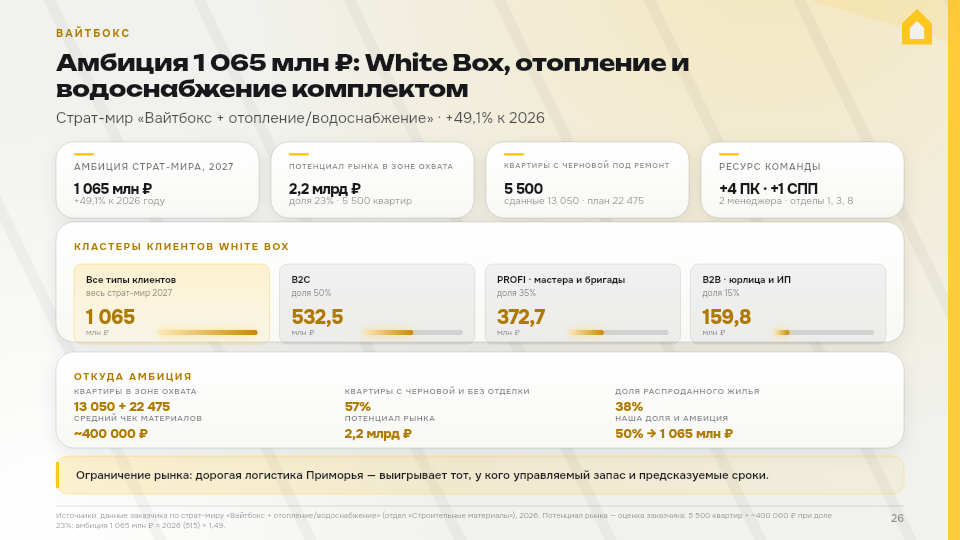 ВАЙТБОКС
Амбиция 1 065 млн ₽: White Box, отопление и
водоснабжение комплектом
Страт-мир «Вайтбокс + отопление/водоснабжение» · +49,1% к 2026
АМБИЦИЯ СТРАТ-МИРА, 2027
1 065 млн ₽
+49,1% к 2026 году
ПОТЕНЦИАЛ РЫНКА В ЗОНЕ ОХВАТА
2,2 млрд ₽
доля 23% · 5 500 квартир
КВАРТИРЫ С ЧЕРНОВОЙ ПОД РЕМОНТ
5 500
сданные 13 050 · план 22 475
РЕСУРС КОМАНДЫ
+4 ПК · +1 СПП
2 менеджера · отделы 1, 3, 8
КЛАСТЕРЫ КЛИЕНТОВ WHITE BOX
Все типы клиентов
весь страт-мир 2027
1 065
млн ₽
B2C
доля 50%
532,5
млн ₽
PROFI · мастера и бригады
доля 35%
372,7
млн ₽
B2B · юрлица и ИП
доля 15%
159,8
млн ₽
ОТКУДА АМБИЦИЯ
КВАРТИРЫ В ЗОНЕ ОХВАТА
13 050 + 22 475
КВАРТИРЫ С ЧЕРНОВОЙ И БЕЗ ОТДЕЛКИ
57%
ДОЛЯ РАСПРОДАННОГО ЖИЛЬЯ
38%
СРЕДНИЙ ЧЕК МАТЕРИАЛОВ
~400 000 ₽
ПОТЕНЦИАЛ РЫНКА
2,2 млрд ₽
НАША ДОЛЯ И АМБИЦИЯ
50% → 1 065 млн ₽
Ограничение рынка: дорогая логистика Приморья — выигрывает тот, у кого управляемый запас и предсказуемые сроки.
Источники: данные заказчика по страт-миру «Вайтбокс + отопление/водоснабжение» (отдел «Строительные материалы»), 2026. Потенциал рынка — оценка заказчика: 5 500 квартир × ~400 000 ₽ при доле
23%; амбиция 1 065 млн ₽ = 2026 (515) × 1,49.
26